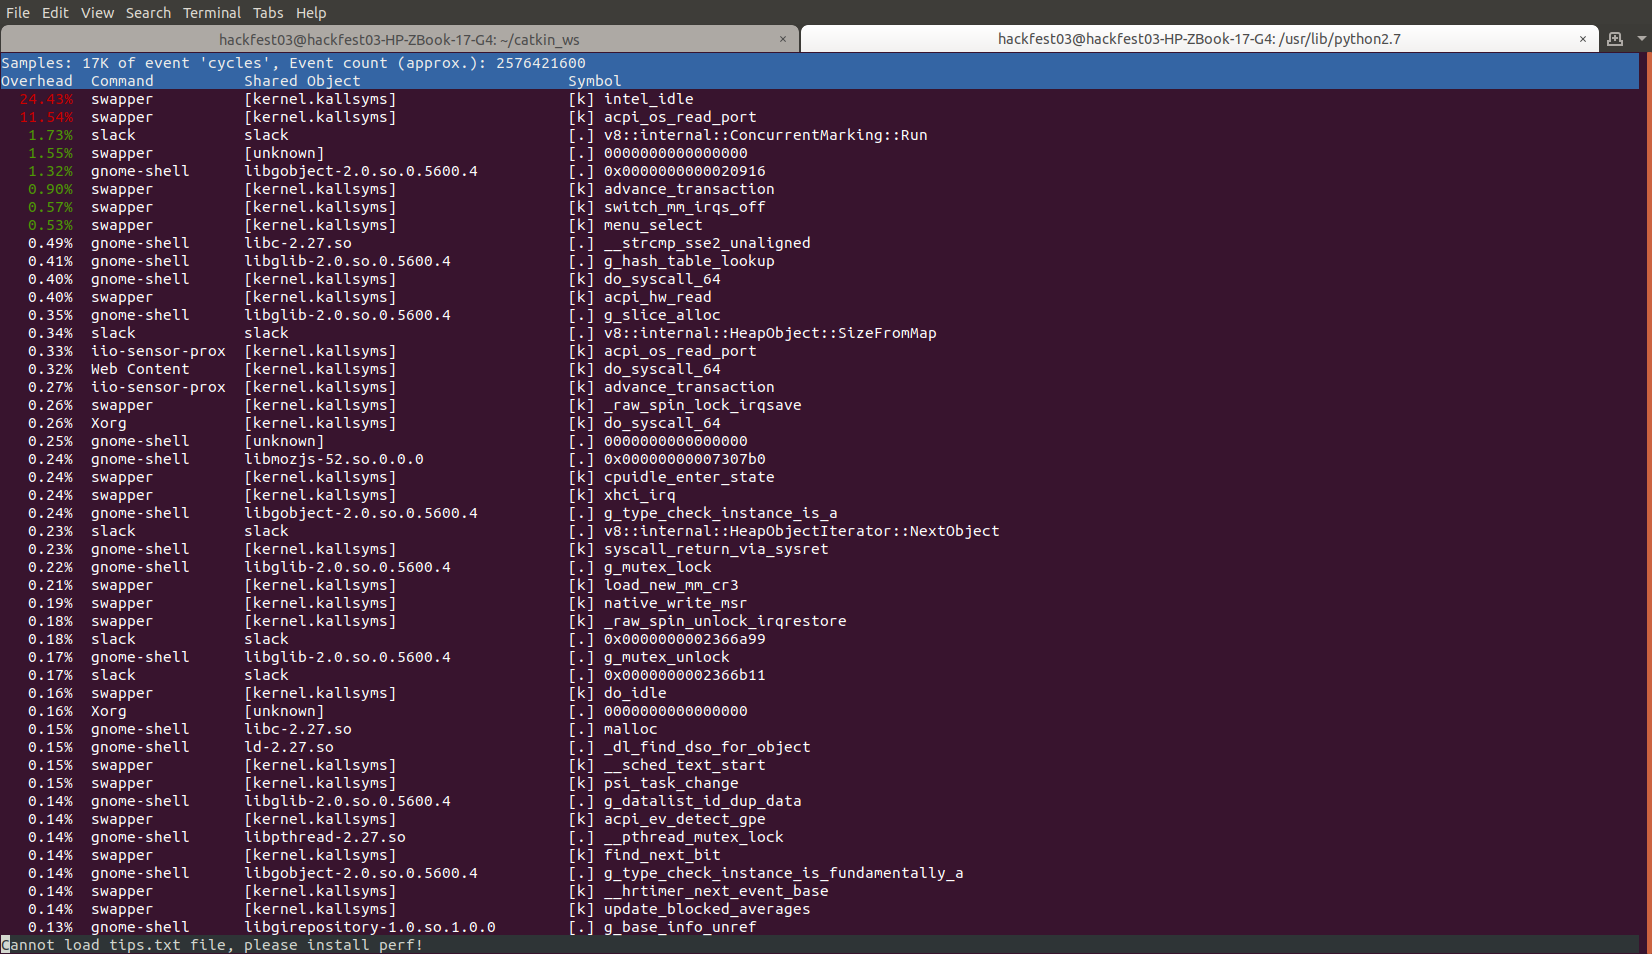 File Edit View Search Terminal Tabs Help
hackfest03@hackfest03-HP-ZBook-17-G4: ~/catkin_ws × hackfest03@hackfest03-HP-ZBook-17-G4: /usr/lib/python2.7 ×
Samples: 17K of event 'cycles', Event count (approx.): 2576421600
Overhead  Command          Shared Object                       Symbol
24.43%  swapper          [kernel.kallsyms]                   [k] intel_idle
11.54%  swapper          [kernel.kallsyms]                   [k] acpi_os_read_port
1.73%  slack            slack                               [.] v8::internal::ConcurrentMarking::Run
1.55%  swapper          [unknown]                           [.] 0000000000000000
1.32%  gnome-shell      libgobject-2.0.so.0.5600.4          [.] 0x0000000000020916
0.90%  swapper          [kernel.kallsyms]                   [k] advance_transaction
0.57%  swapper          [kernel.kallsyms]                   [k] switch_mm_irqs_off
0.53%  swapper          [kernel.kallsyms]                   [k] menu_select
0.49%  gnome-shell      libc-2.27.so                        [.] __strcmp_sse2_unaligned
0.41%  gnome-shell      libglib-2.0.so.0.5600.4             [.] g_hash_table_lookup
0.40%  gnome-shell      [kernel.kallsyms]                   [k] do_syscall_64
0.40%  swapper          [kernel.kallsyms]                   [k] acpi_hw_read
0.35%  gnome-shell      libglib-2.0.so.0.5600.4             [.] g_slice_alloc
0.34%  slack            slack                               [.] v8::internal::HeapObject::SizeFromMap
0.33%  iio-sensor-prox  [kernel.kallsyms]                   [k] acpi_os_read_port
0.32%  Web Content      [kernel.kallsyms]                   [k] do_syscall_64
0.27%  iio-sensor-prox  [kernel.kallsyms]                   [k] advance_transaction
0.26%  swapper          [kernel.kallsyms]                   [k] _raw_spin_lock_irqsave
0.26%  Xorg             [kernel.kallsyms]                   [k] do_syscall_64
0.25%  gnome-shell      [unknown]                           [.] 0000000000000000
0.24%  gnome-shell      libmozjs-52.so.0.0.0                [.] 0x00000000007307b0
0.24%  swapper          [kernel.kallsyms]                   [k] cpuidle_enter_state
0.24%  swapper          [kernel.kallsyms]                   [k] xhci_irq
0.24%  gnome-shell      libgobject-2.0.so.0.5600.4          [.] g_type_check_instance_is_a
0.23%  slack            slack                               [.] v8::internal::HeapObjectIterator::NextObject
0.23%  gnome-shell      [kernel.kallsyms]                   [k] syscall_return_via_sysret
0.22%  gnome-shell      libglib-2.0.so.0.5600.4             [.] g_mutex_lock
0.21%  swapper          [kernel.kallsyms]                   [k] load_new_mm_cr3
0.19%  swapper          [kernel.kallsyms]                   [k] native_write_msr
0.18%  swapper          [kernel.kallsyms]                   [k] _raw_spin_unlock_irqrestore
0.18%  slack            slack                               [.] 0x0000000002366a99
0.17%  gnome-shell      libglib-2.0.so.0.5600.4             [.] g_mutex_unlock
0.17%  slack            slack                               [.] 0x0000000002366b11
0.16%  swapper          [kernel.kallsyms]                   [k] do_idle
0.16%  Xorg             [unknown]                           [.] 0000000000000000
0.15%  gnome-shell      libc-2.27.so                        [.] malloc
0.15%  gnome-shell      ld-2.27.so                          [.] _dl_find_dso_for_object
0.15%  swapper          [kernel.kallsyms]                   [k] __sched_text_start
0.15%  swapper          [kernel.kallsyms]                   [k] psi_task_change
0.14%  gnome-shell      libglib-2.0.so.0.5600.4             [.] g_datalist_id_dup_data
0.14%  swapper          [kernel.kallsyms]                   [k] acpi_ev_detect_gpe
0.14%  gnome-shell      libpthread-2.27.so                  [.] __pthread_mutex_lock
0.14%  swapper          [kernel.kallsyms]                   [k] find_next_bit
0.14%  gnome-shell      libgobject-2.0.so.0.5600.4          [.] g_type_check_instance_is_fundamentally_a
0.14%  swapper          [kernel.kallsyms]                   [k] __hrtimer_next_event_base
0.14%  swapper          [kernel.kallsyms]                   [k] update_blocked_averages
0.13%  gnome-shell      libgirepository-1.0.so.1.0.0        [.] g_base_info_unref
Cannot load tips.txt file, please install perf!